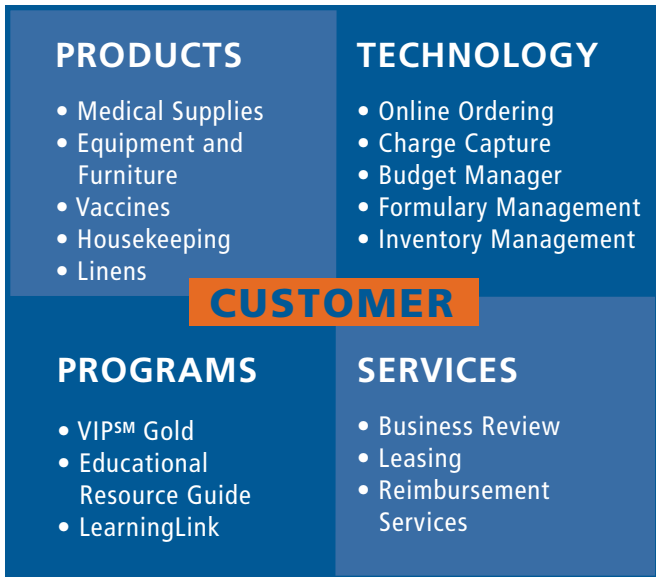 PRODUCTS
• Medical Supplies
• Equipment and
Furniture
• Vaccines
• Housekeeping
• Linens
TECHNOLOGY
• Online Ordering
• Charge Capture
• Budget Manager
• Formulary Management
• Inventory Management
CUSTOMER
PROGRAMS
• VIP℠ Gold
• Educational
Resource Guide
• LearningLink
SERVICES
• Business Review
• Leasing
• Reimbursement
Services